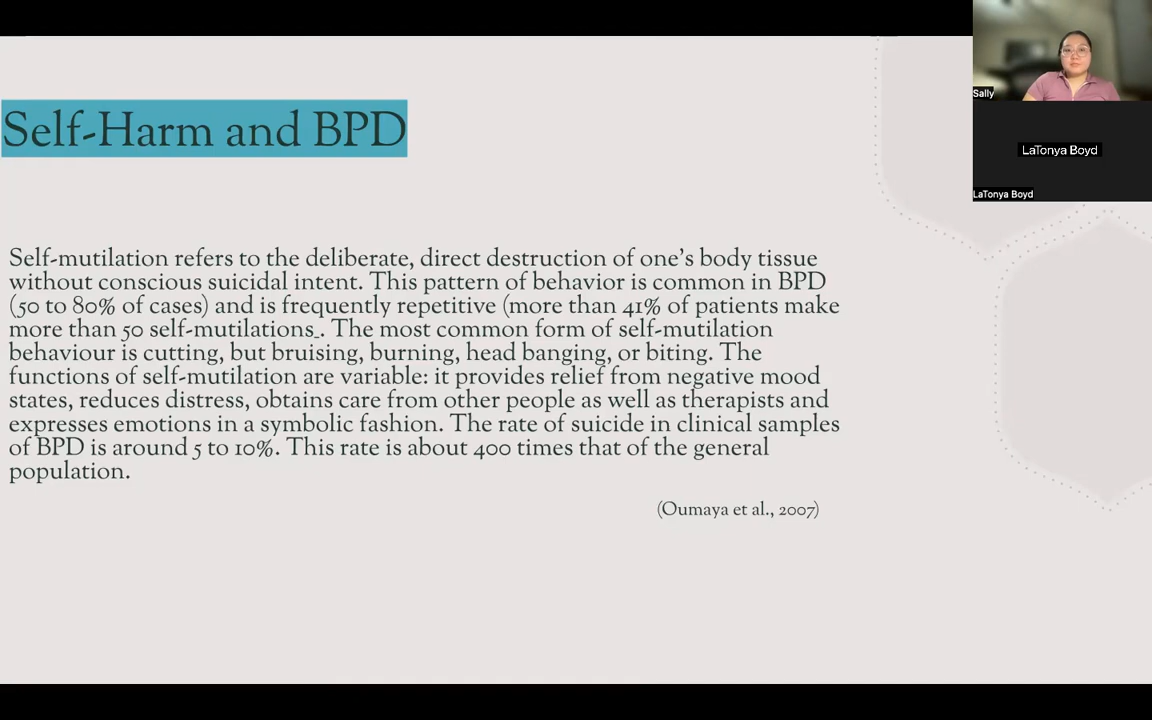 Self-Harm and BPD
Self-mutilation refers to the deliberate, direct destruction of one's body tissue
without conscious suicidal intent. This pattern of behavior is common in BPD
(50 to 80% of cases) and is frequently repetitive (more than 41% of patients make
more than 50 self-mutilations_. The most common form of self-mutilation
behaviour is cutting, but bruising, burning, head banging, or biting. The
functions of self-mutilation are variable: it provides relief from negative mood
states, reduces distress, obtains care from other people as well as therapists and
expresses emotions in a symbolic fashion. The rate of suicide in clinical samples
of BPD is around 5 to 10%. This rate is about 400 times that of the general
population.
(Oumaya et al., 2007)
Sally
LaTonya Boyd
LaTonya Boyd